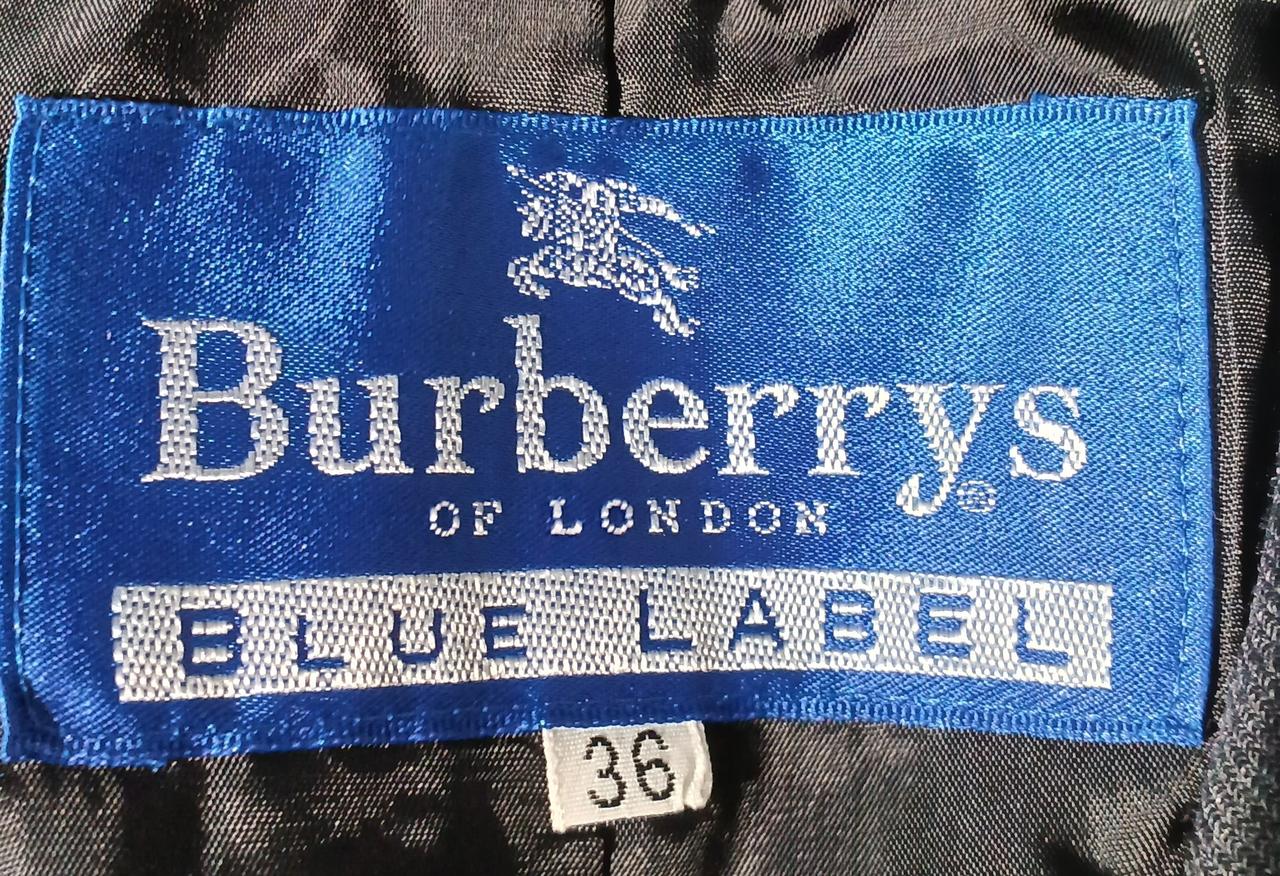 Burberrys®
OF LONDON
BLUE LABEL
36